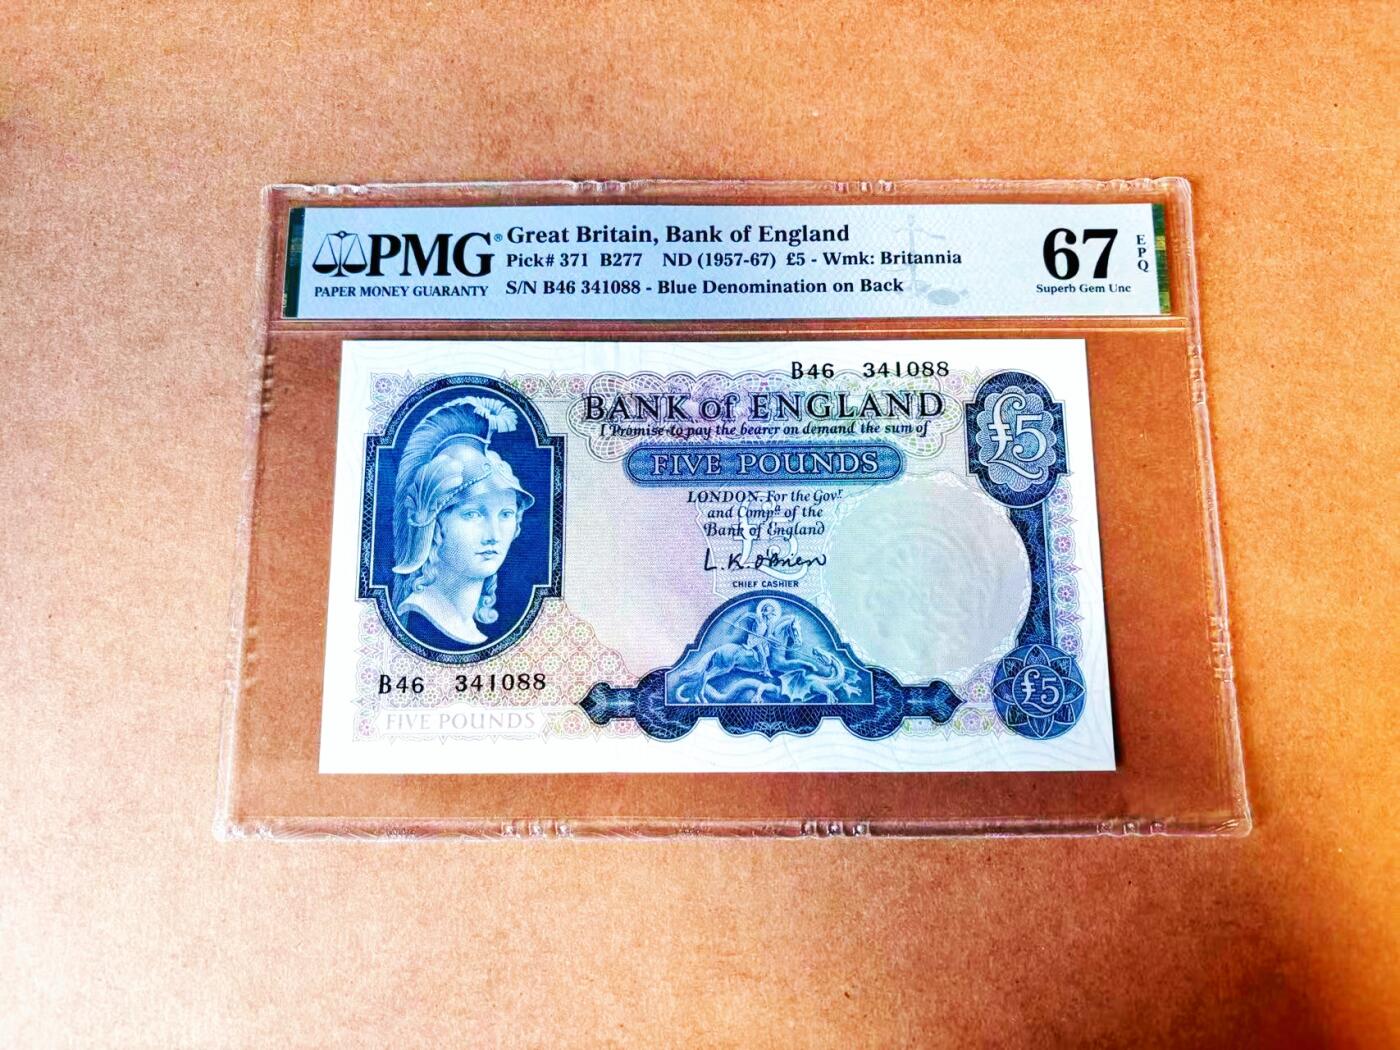 PMG®
PAPER MONEY GUARANTY
Great Britain, Bank of England
Pick# 371 B277 ND (1957-67) £5 - Wmk: Britannia
S/N B46 341088 - Blue Denomination on Back
67
EPQ
Superb Gem Unc
B46 341088
BANK of ENGLAND
I Promise to pay the bearer on demand the sum of
FIVE POUNDS
£5
LONDON. For the Govr
and Compa of the
Bank of England
£5
L.K. O'Brien
CHIEF CASHIER
B46 341088
FIVE POUNDS
£5